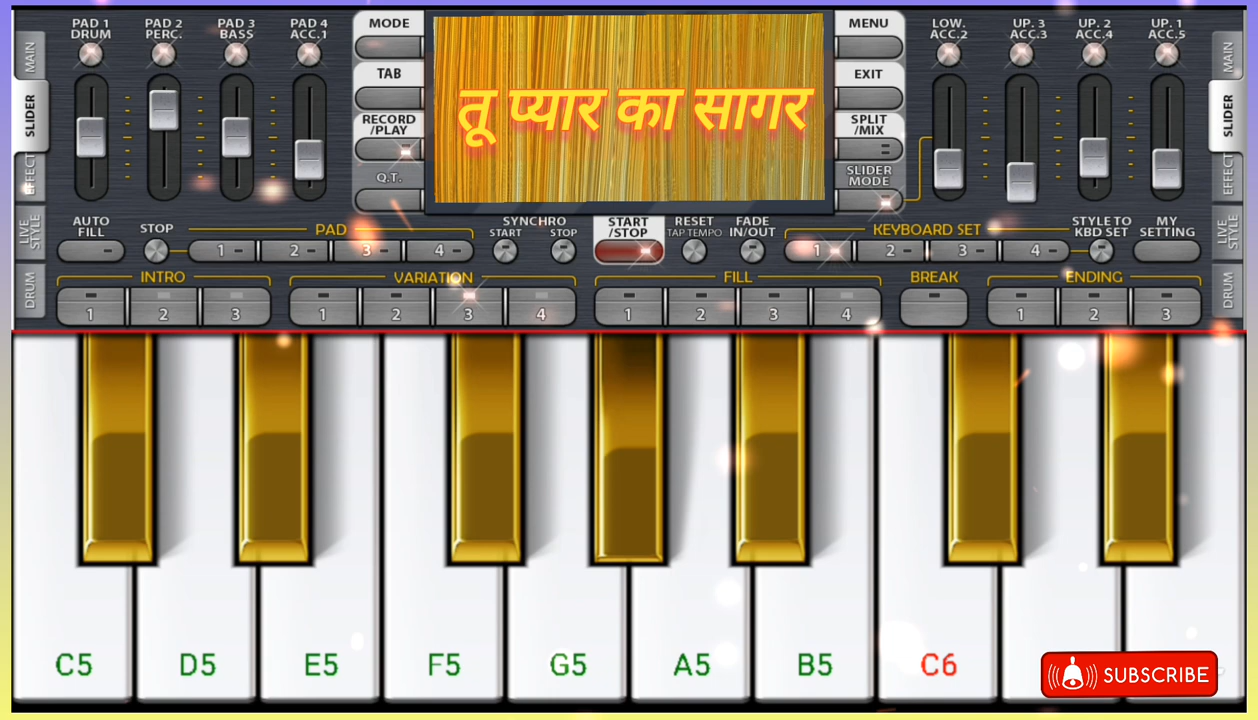 PAD 1 PAD 2 PAD 3 PAD 4 MODE MENU LOW. UP. 3 UP. 2 UP. 1
DRUM PERC. BASS ACC.1 ACC.2 ACC.3 ACC.4 ACC.5
MAIN TAB EXIT MAIN
तू प्यार का सागर
SLIDER RECORD SPLIT SLIDER
/PLAY /MIX
EFFECT Q.T. SLIDER EFFECT
MODE
LIVE STYLE AUTO STOP PAD SYNCHRO START RESET FADE KEYBOARD SET STYLE TO MY LIVE STYLE
FILL START STOP /STOP TAP TEMPO IN/OUT KBD SET SETTING
1 2 3 4 1 2 3 4
DRUM INTRO VARIATION FILL BREAK ENDING DRUM
1 2 3 1 2 3 4 1 2 3 4 1 2 3
C5 D5 E5 F5 G5 A5 B5 C6
SUBSCRIBE